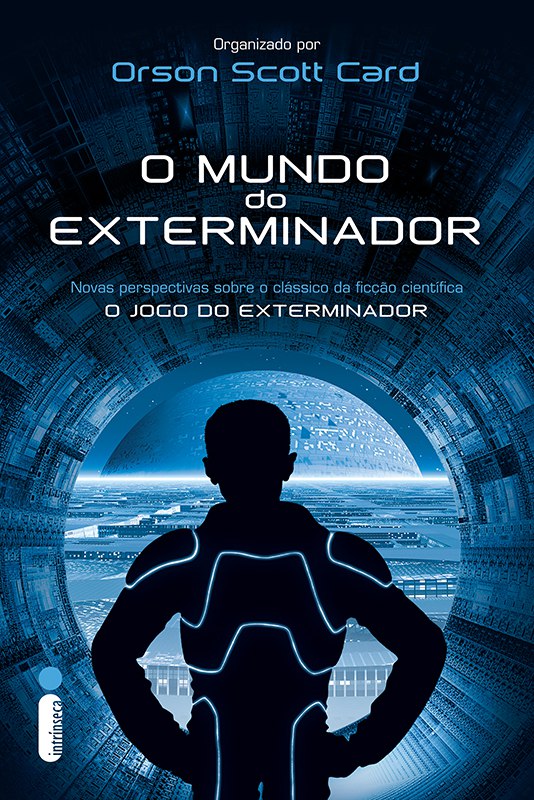 Organizado por
Orson Scott Card
O MUNDO
do
EXTERMINADOR
Novas perspectivas sobre o clássico da ficção científica
O JOGO DO EXTERMINADOR
intrínseca